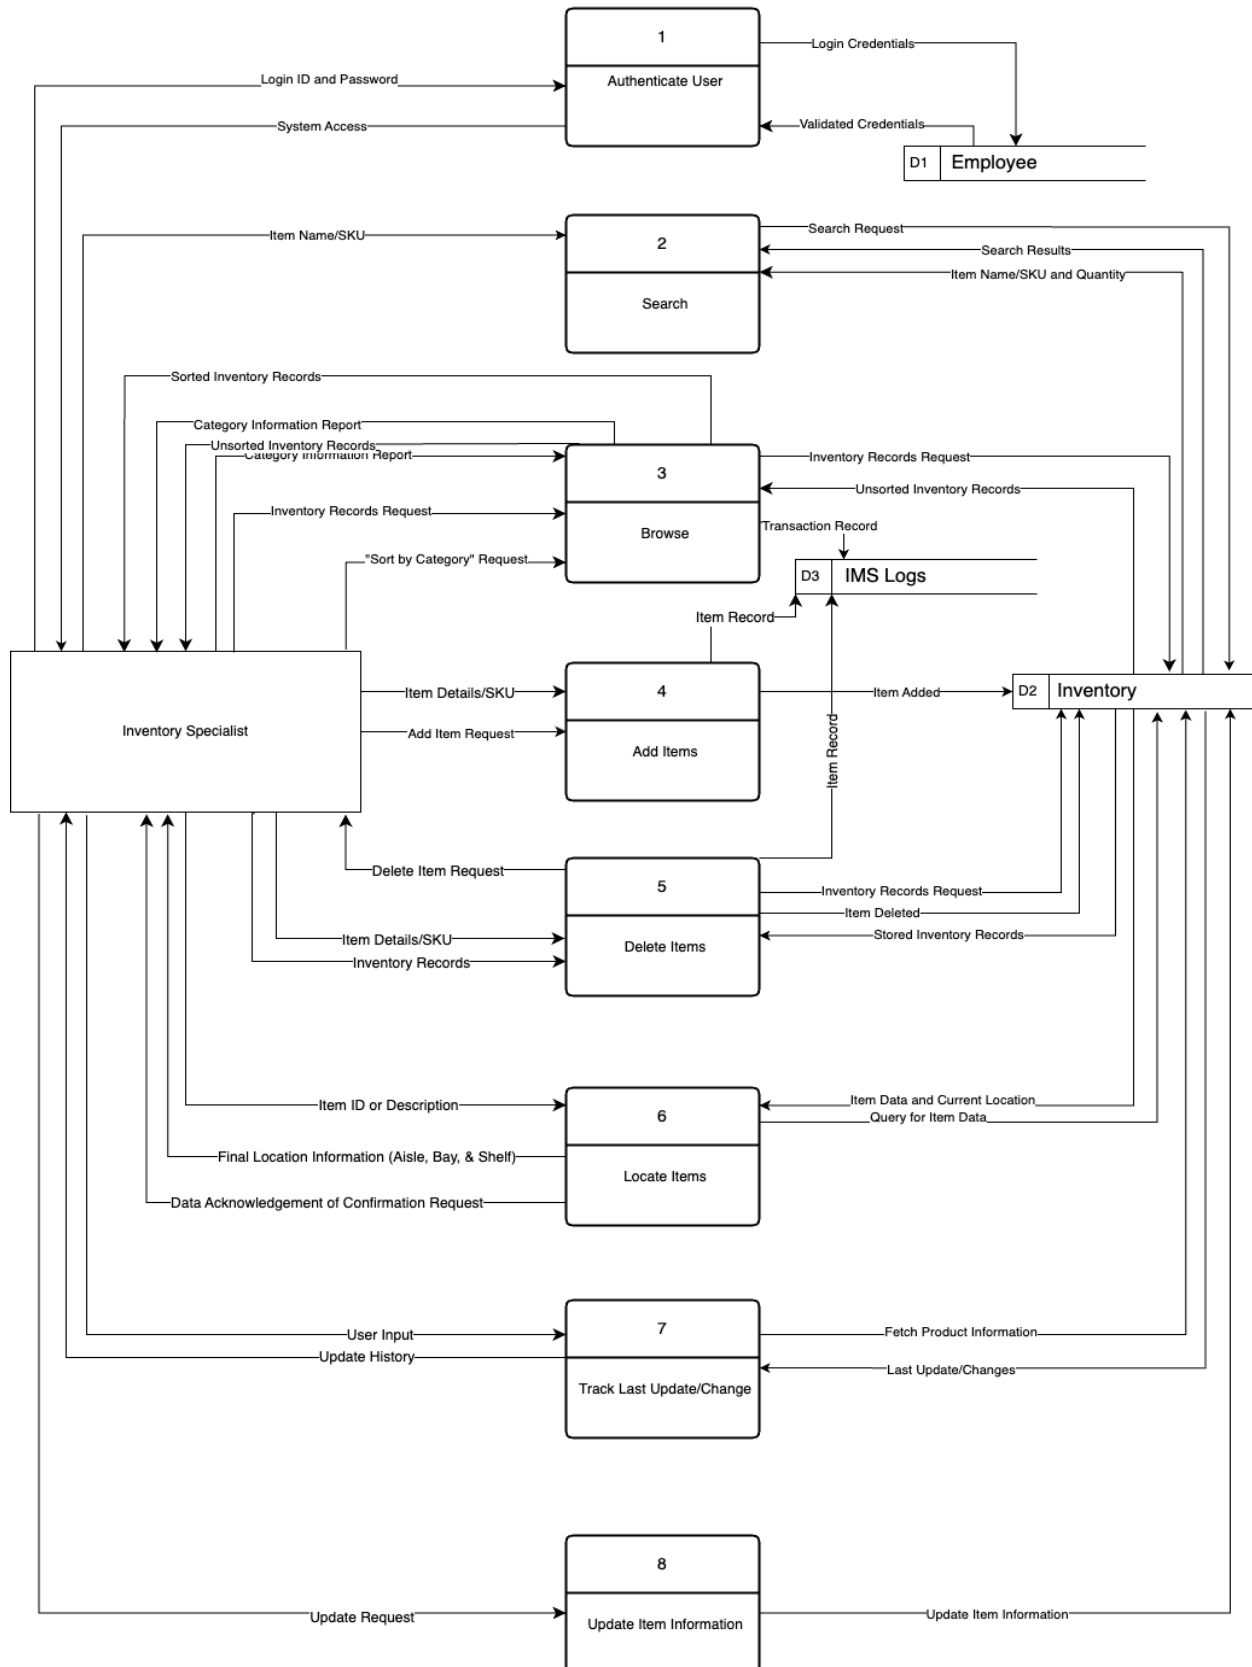 1
Login Credentials
Login ID and Password
Authenticate User
System Access
Validated Credentials
D1
Employee
Item Name/SKU
2
Search Request
Search Results
Item Name/SKU and Quantity
Search
Sorted Inventory Records
Category Information Report
Unsorted Inventory Records
Category Information Report
3
Inventory Records Request
Unsorted Inventory Records
Inventory Records Request
Browse
Transaction Record
"Sort by Category" Request
D3
IMS Logs
Item Record
Item Details/SKU
4
Item Added
D2
Inventory
Inventory Specialist
Add Item Request
Add Items
Item Record
Delete Item Request
5
Inventory Records Request
Item Deleted
Stored Inventory Records
Item Details/SKU
Delete Items
Inventory Records
Item ID or Description
6
Item Data and Current Location
Query for Item Data
Final Location Information (Aisle, Bay, & Shelf)
Locate Items
Data Acknowledgement of Confirmation Request
User Input
7
Fetch Product Information
Update History
Last Update/Changes
Track Last Update/Change
8
Update Request
Update Item Information
Update Item Information